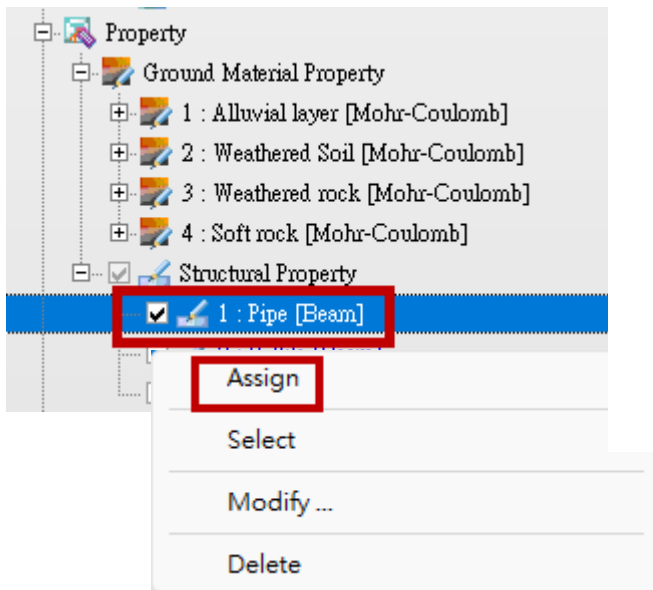 Property
Ground Material Property
1 : Alluvial layer [Mohr-Coulomb]
2 : Weathered Soil [Mohr-Coulomb]
3 : Weathered rock [Mohr-Coulomb]
4 : Soft rock [Mohr-Coulomb]
Structural Property
1 : Pipe [Beam]
Assign
Select
Modify ...
Delete